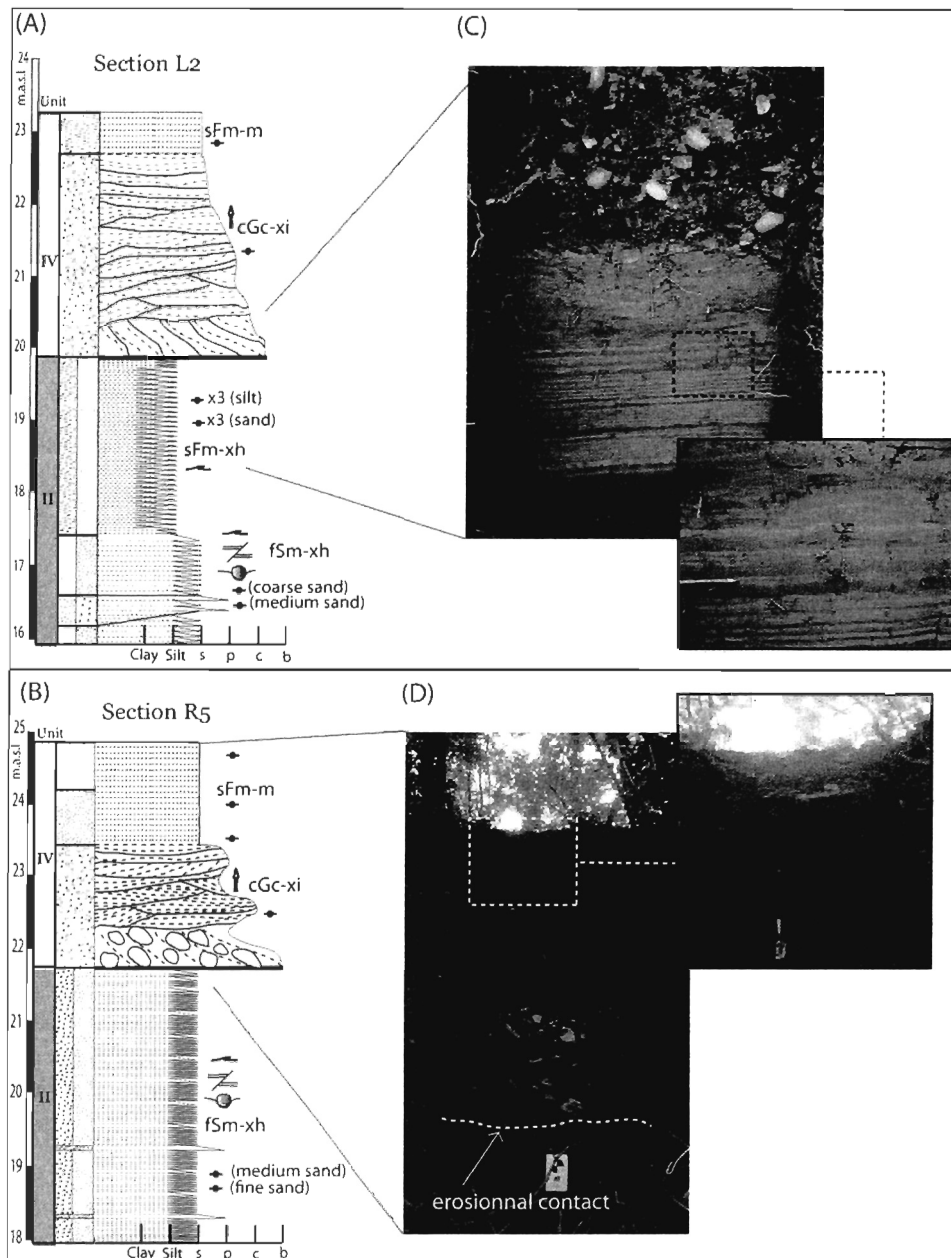 (A)
Section L2
m.a.s.l
Unit
24
23
22
21
20
19
18
17
16
IV
II
sFm-m
cGc-xi
x3 (silt)
x3 (sand)
sFm-xh
fSm-xh
(coarse sand)
(medium sand)
Clay Silt s p c b
(C)
(B)
Section R5
m.a.s.l
Unit
25
24
23
22
21
20
19
18
IV
II
sFm-m
cGc-xi
fSm-xh
(medium sand)
(fine sand)
Clay Silt s p c b
(D)
erosionnal contact